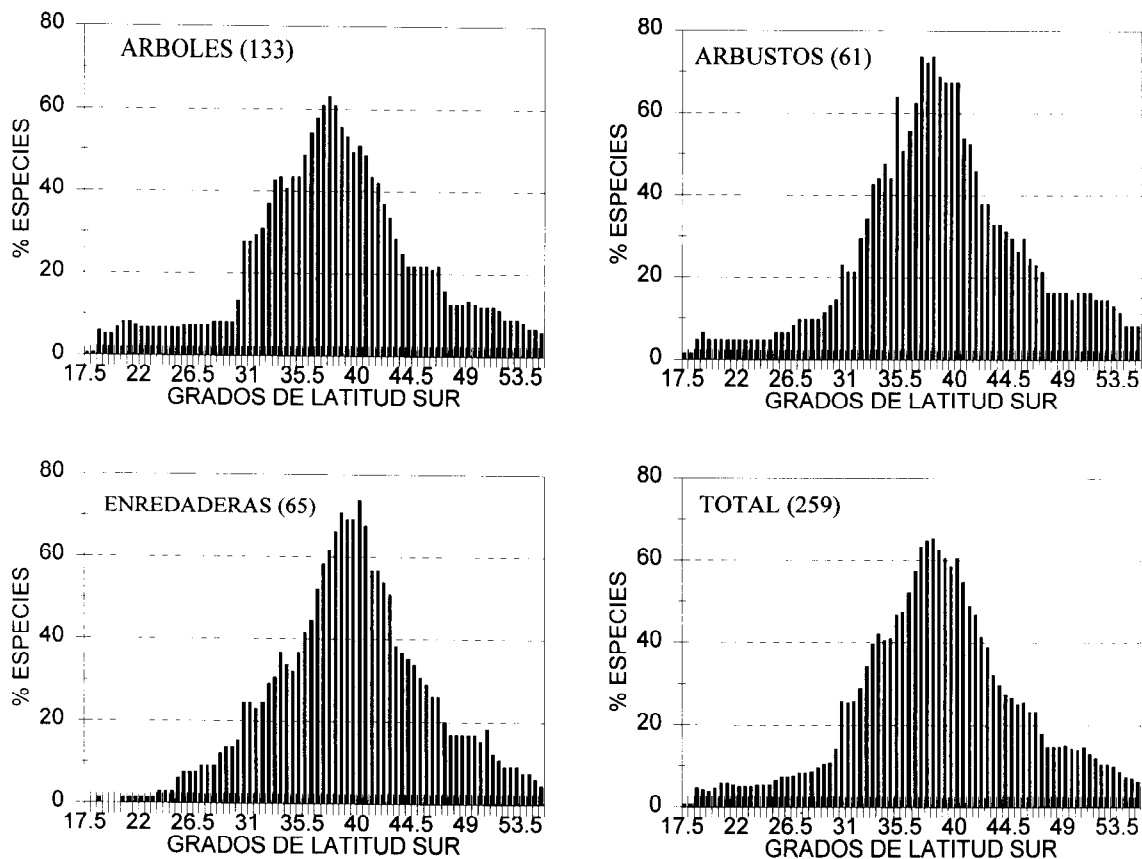 80
60
40
20
0
% ESPECIES
ARBOLES (133)
17.5 22 26.5 31 35.5 40 44.5 49 53.5
GRADOS DE LATITUD SUR
80
60
40
20
0
% ESPECIES
ARBUSTOS (61)
17.5 22 26.5 31 35.5 40 44.5 49 53.5
GRADOS DE LATITUD SUR
80
60
40
20
0
% ESPECIES
ENREDADERAS (65)
17.5 22 26.5 31 35.5 40 44.5 49 53.5
GRADOS DE LATITUD SUR
80
60
40
20
0
% ESPECIES
TOTAL (259)
17.5 22 26.5 31 35.5 40 44.5 49 53.5
GRADOS DE LATITUD SUR